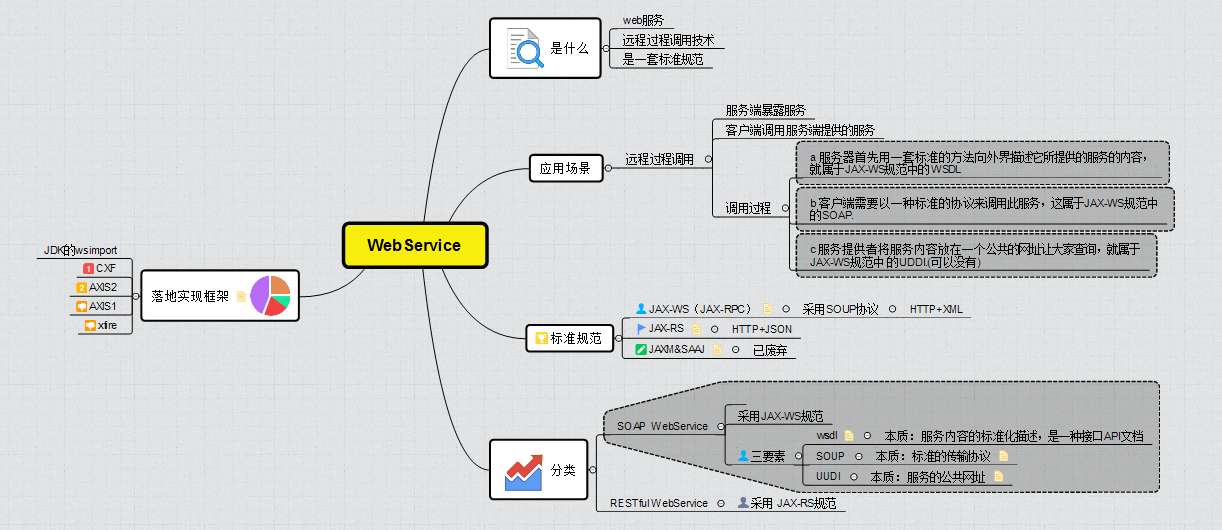 WebService
是什么
web服务
远程过程调用技术
是一套标准规范
应用场景
远程过程调用
服务端暴露服务
客户端调用服务端提供的服务
调用过程
a 服务器首先用一套标准的方法向外界描述它所提供的服务的内容，
就属于JAX-WS规范中的WSDL
b 客户端需要以一种标准的协议来调用此服务，这属于JAX-WS规范中
的SOAP.
c 服务提供者将服务内容放在一个公共的网址让大家查询，就属于
JAX-WS规范中的UDDI.(可以没有)
标准规范
JAX-WS（JAX-RPC）
采用SOUP协议
HTTP+XML
JAX-RS
HTTP+JSON
JAXM&SAAJ
已废弃
分类
SOAP WebService
采用JAX-WS规范
三要素
wsdl
本质：服务内容的标准化描述，是一种接口API文档
SOUP
本质：标准的传输协议
UUDI
本质：服务的公共网址
RESTful WebService
采用 JAX-RS规范
落地实现框架
JDK的wsimport
1 CXF
2 AXIS2
AXIS1
xfire